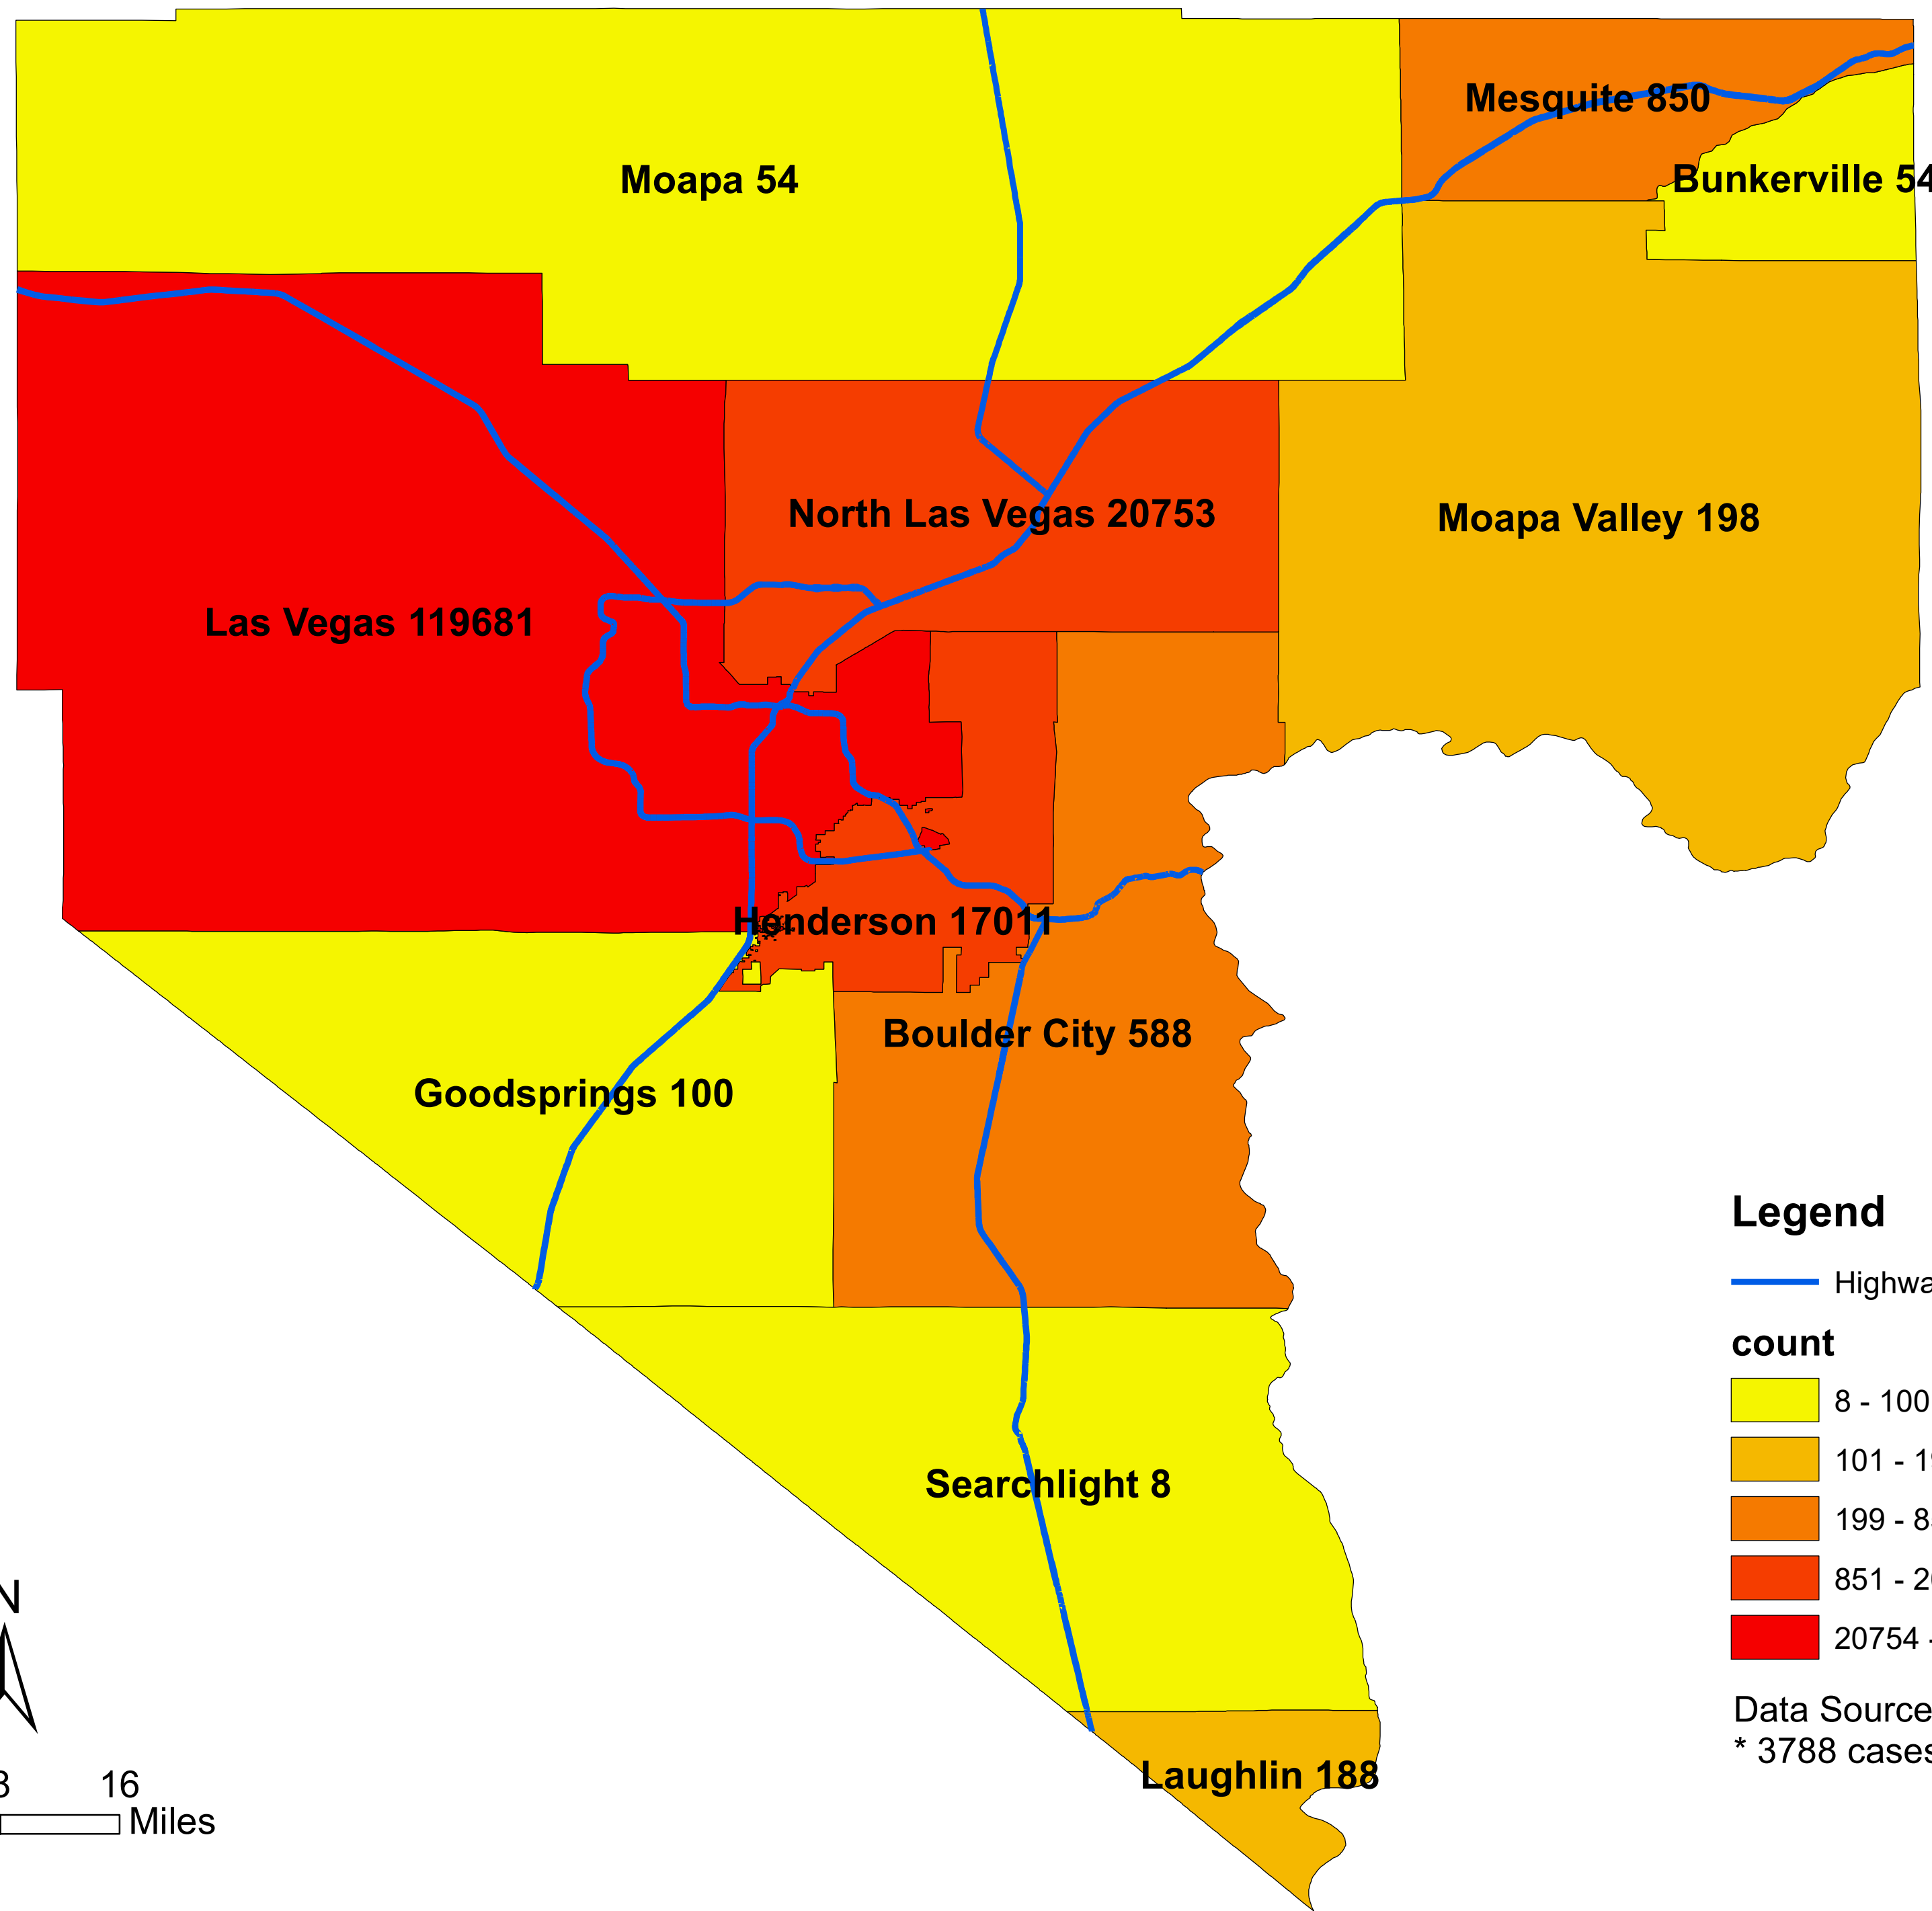 Mesquite 850
Moapa 54
Bunkerville 54
North Las Vegas 20753
Moapa Valley 198
Las Vegas 119681
Henderson 17011
Boulder City 588
Goodsprings 100
Searchlight 8
Laughlin 188
Legend
count
8 - 100
101 -
199 -
851 -
20754 -
Data Source
* 3788 cases
N
16
Miles